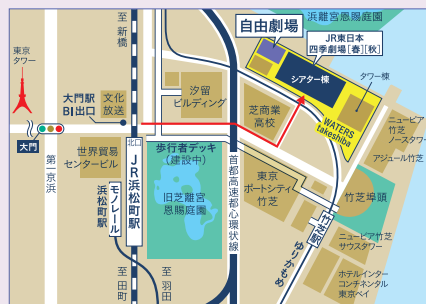 至
新
橋
浜離宮恩賜庭園
自由劇場
JR東日本
四季劇場[春][秋]
東京
タワー
シアター棟
タワー棟
大門駅
B1出口
文化
放送
汐留
ビルディング
芝商業
高校
WATERS
takeshiba
ニューピア
竹芝
ノースタワー
大門
北口
歩行者デッキ
(建設中)
アジュール竹芝
世界貿易
センタービル
第一京浜
JR浜松町駅
モノレール
浜松町駅
旧芝離宮
恩賜庭園
首都高速都心環状線
東京
ポートシティ
竹芝
竹芝駅
竹芝埠頭
ゆりかもめ
ニューピア竹芝
サウスタワー
ホテルインター
コンチネンタル
東京ベイ
至
田
町
至
羽
田